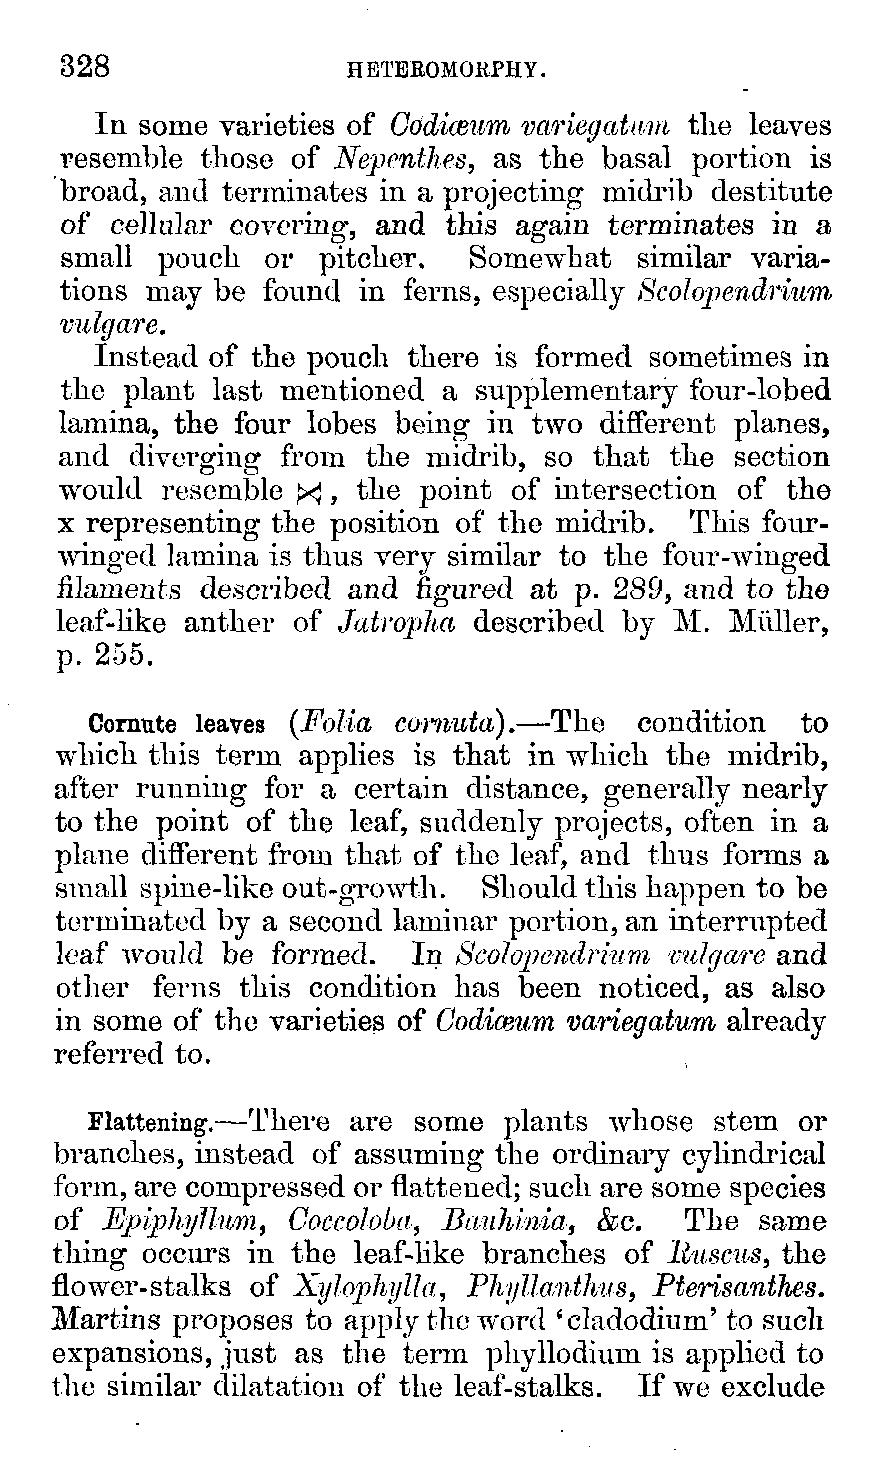 328 HETEROMORPHY.
In some varieties of Codiæum variegatum the leaves
resemble those of Nepenthes, as the basal portion is
broad, and terminates in a projecting midrib destitute
of cellular covering, and this again terminates in a
small pouch or pitcher. Somewhat similar varia-
tions may be found in ferns, especially Scolopendrium
vulgare.
Instead of the pouch there is formed sometimes in
the plant last mentioned a supplementary four-lobed
lamina, the four lobes being in two different planes,
and diverging from the midrib, so that the section
would resemble ⋈, the point of intersection of the
x representing the position of the midrib. This four-
winged lamina is thus very similar to the four-winged
filaments described and figured at p. 289, and to the
leaf-like anther of Jatropha described by M. Müller,
p. 255.
Cornute leaves (Folia cornuta).—The condition to
which this term applies is that in which the midrib,
after running for a certain distance, generally nearly
to the point of the leaf, suddenly projects, often in a
plane different from that of the leaf, and thus forms a
small spine-like out-growth. Should this happen to be
terminated by a second laminar portion, an interrupted
leaf would be formed. In Scolopendrium vulgare and
other ferns this condition has been noticed, as also
in some of the varieties of Codiæum variegatum already
referred to.
Flattening.—There are some plants whose stem or
branches, instead of assuming the ordinary cylindrical
form, are compressed or flattened; such are some species
of Epiphyllum, Coccoloba, Bauhinia, &c. The same
thing occurs in the leaf-like branches of Ruscus, the
flower-stalks of Xylophylla, Phyllanthus, Pterisanthes.
Martins proposes to apply the word 'cladodium' to such
expansions, just as the term phyllodium is applied to
the similar dilatation of the leaf-stalks. If we exclude